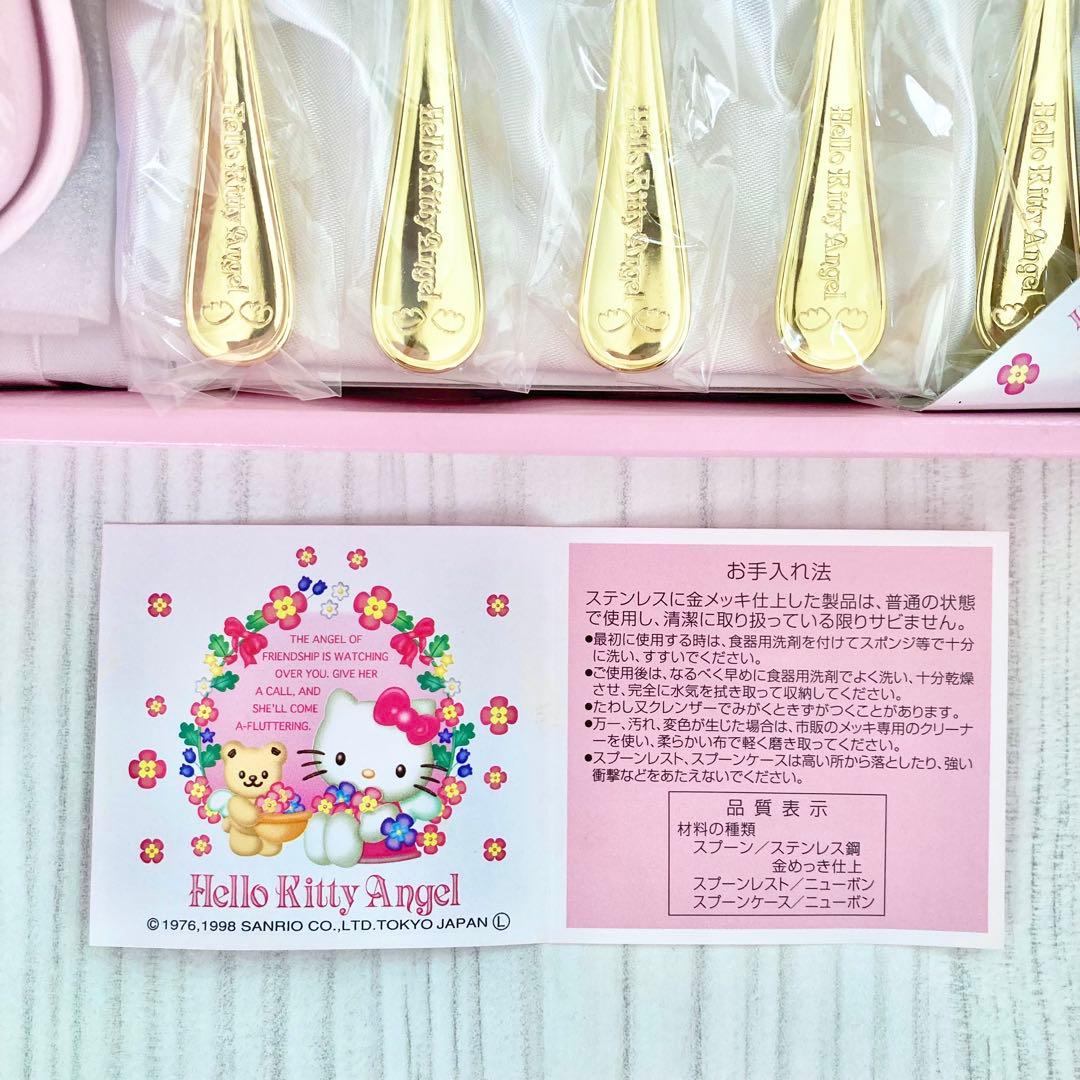 Hello Kitty Angel
Hello Kitty Angel
Hello Kitty Angel
Hello Kitty Angel
Hello Kitty Angel
THE ANGEL OF
FRIENDSHIP IS WATCHING
OVER YOU. GIVE HER
A CALL, AND
SHE'LL COME
A-FLUTTERING.
Hello Kitty Angel
©1976,1998 SANRIO CO.,LTD.TOKYO JAPAN Ⓛ
お手入れ法
ステンレスに金メッキ仕上した製品は、普通の状態
で使用し、清潔に取り扱っている限りサビません。
●最初に使用する時は、食器用洗剤を付けてスポンジ等で十分
に洗い、すすいでください。
●ご使用後は、なるべく早めに食器用洗剤でよく洗い、十分乾燥
させ、完全に水気を拭き取って収納してください。
●たわし又クレンザーでみがくときずがつくことがあります。
●万一、汚れ、変色が生じた場合は、市販のメッキ専用のクリーナ
ーを使い、柔らかい布で軽く磨き取ってください。
●スプーンレスト、スプーンケースは高い所から落としたり、強い
衝撃などをあたえないでください。
品質表示
材料の種類
スプーン／ステンレス鋼
金めっき仕上
スプーンレスト／ニューボン
スプーンケース／ニューボン